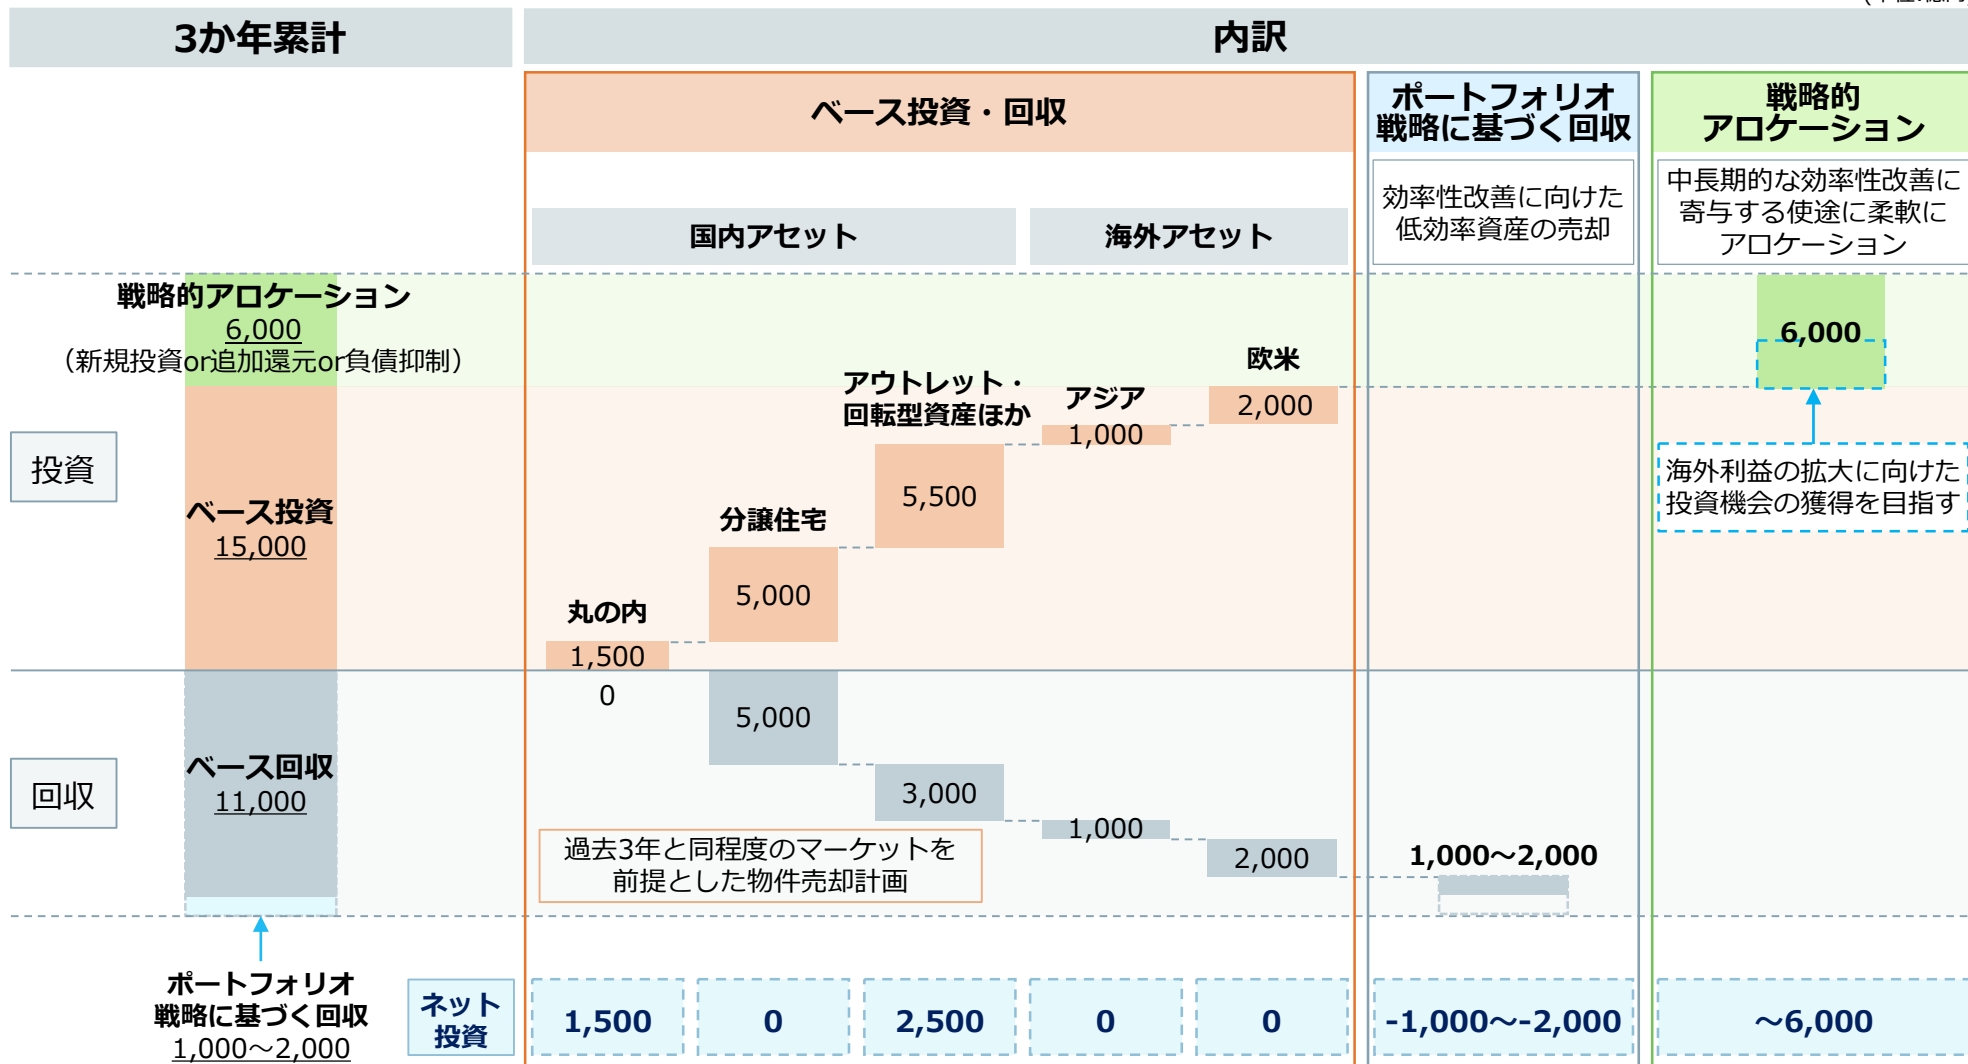 3か年累計
内訳
ベース投資・回収
ポートフォリオ
戦略に基づく回収
戦略的
アロケーション
効率性改善に向けた
低効率資産の売却
中長期的な効率性改善に
寄与する使途に柔軟に
アロケーション
国内アセット
海外アセット
戦略的アロケーション
6,000
（新規投資or追加還元or負債抑制）
投資
ベース投資
15,000
丸の内
1,500
分譲住宅
5,000
アウトレット・
回転型資産ほか
5,500
アジア
1,000
欧米
2,000
6,000
海外利益の拡大に向けた
投資機会の獲得を目指す
回収
ベース回収
11,000
0
5,000
3,000
1,000
2,000
1,000～2,000
過去3年と同程度のマーケットを
前提とした物件売却計画
ポートフォリオ
戦略に基づく回収
1,000～2,000
ネット
投資
1,500
0
2,500
0
0
-1,000～-2,000
～6,000